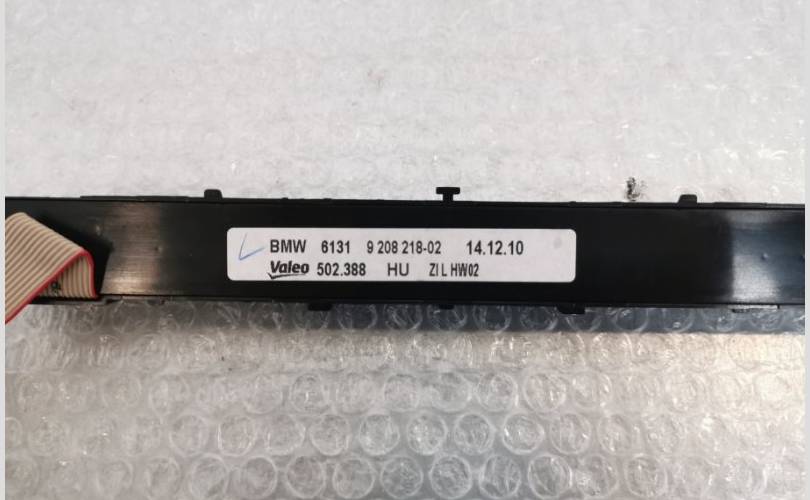 BMW 6131 9 208 218-02 14.12.10
Valeo 502.388 HU ZI L HW02